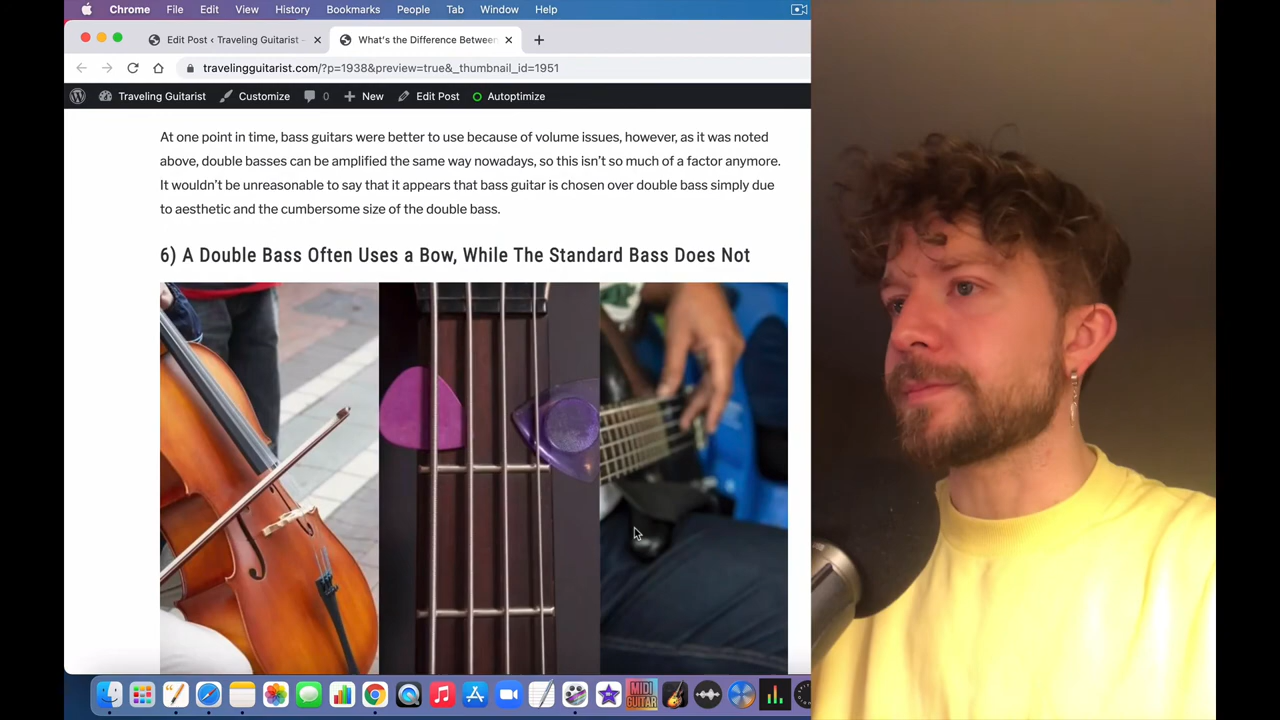 Chrome File Edit View History Bookmarks People Tab Window Help
Edit Post ‹ Traveling Guitarist - What's the Difference Between
travelingguitarist.com/?p=1938&preview=true&_thumbnail_id=1951
Traveling Guitarist Customize 0 New Edit Post Autoptimize
At one point in time, bass guitars were better to use because of volume issues, however, as it was noted
above, double basses can be amplified the same way nowadays, so this isn't so much of a factor anymore.
It wouldn't be unreasonable to say that it appears that bass guitar is chosen over double bass simply due
to aesthetic and the cumbersome size of the double bass.
6) A Double Bass Often Uses a Bow, While The Standard Bass Does Not
MIDI
GUITAR